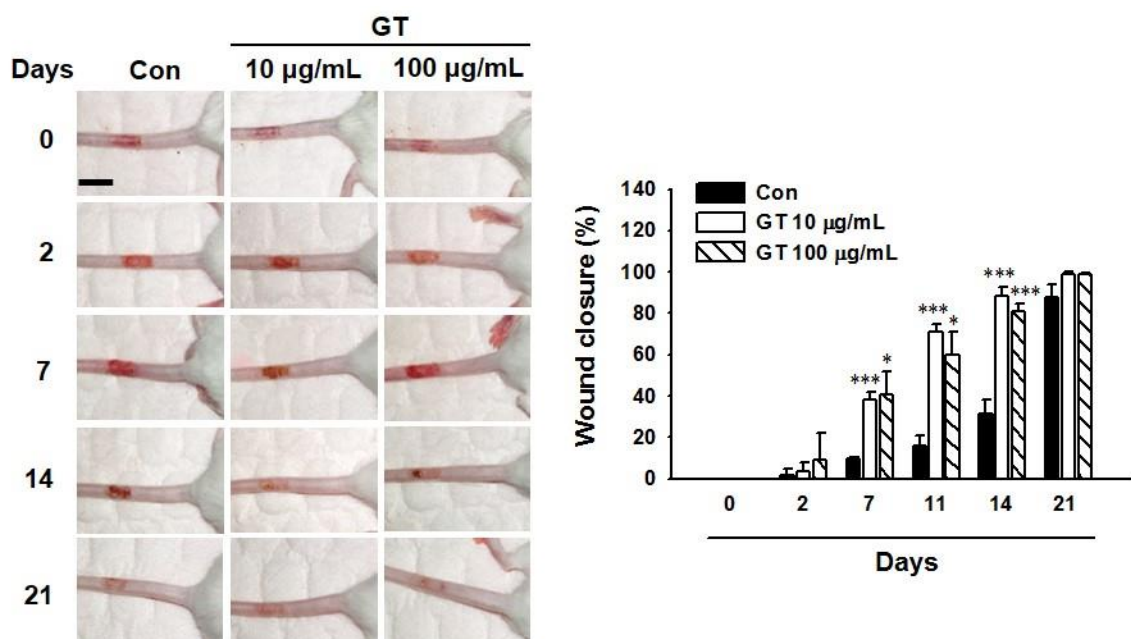 GT
Days Con 10 µg/mL 100 µg/mL
0
2
7
14
21
140
120
100
80
60
40
20
0
Wound closure (%)
Con
GT 10 µg/mL
GT 100 µg/mL
*** *
*** *
*** ***
0 2 7 11 14 21
Days